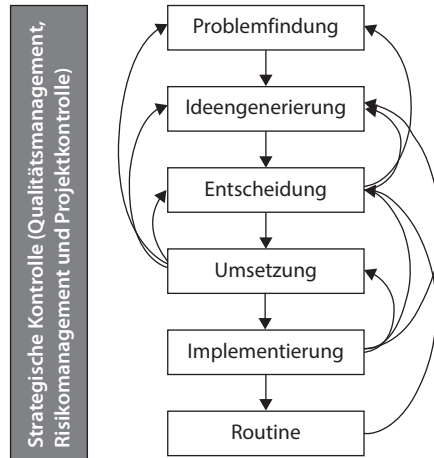 Strategische Kontrolle (Qualitätsmanagement,
Risikomanagement und Projektkontrolle)
Problemfindung
Ideengenerierung
Entscheidung
Umsetzung
Implementierung
Routine